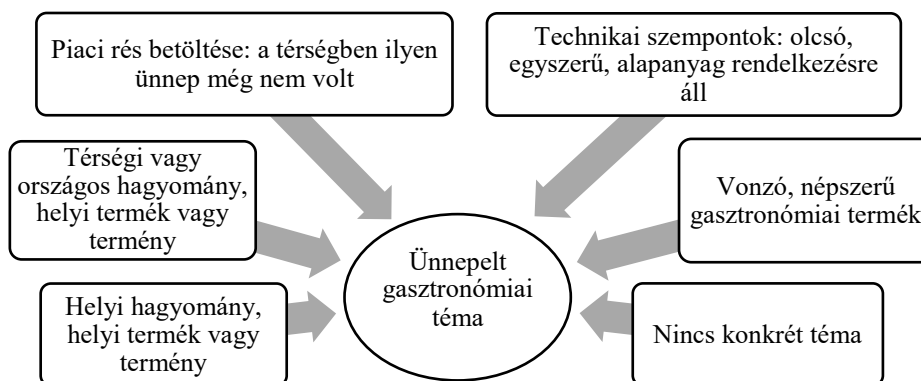 Piaci rés betöltése: a térségben ilyen
ünnep még nem volt
Technikai szempontok: olcsó,
egyszerű, alapanyag rendelkezésre
áll
Térségi vagy
országos hagyomány,
helyi termék vagy
termény
Vonzó, népszerű
gasztronómiai termék
Ünnepelt
gasztronómiai
téma
Helyi hagyomány,
helyi termék vagy
termény
Nincs konkrét téma